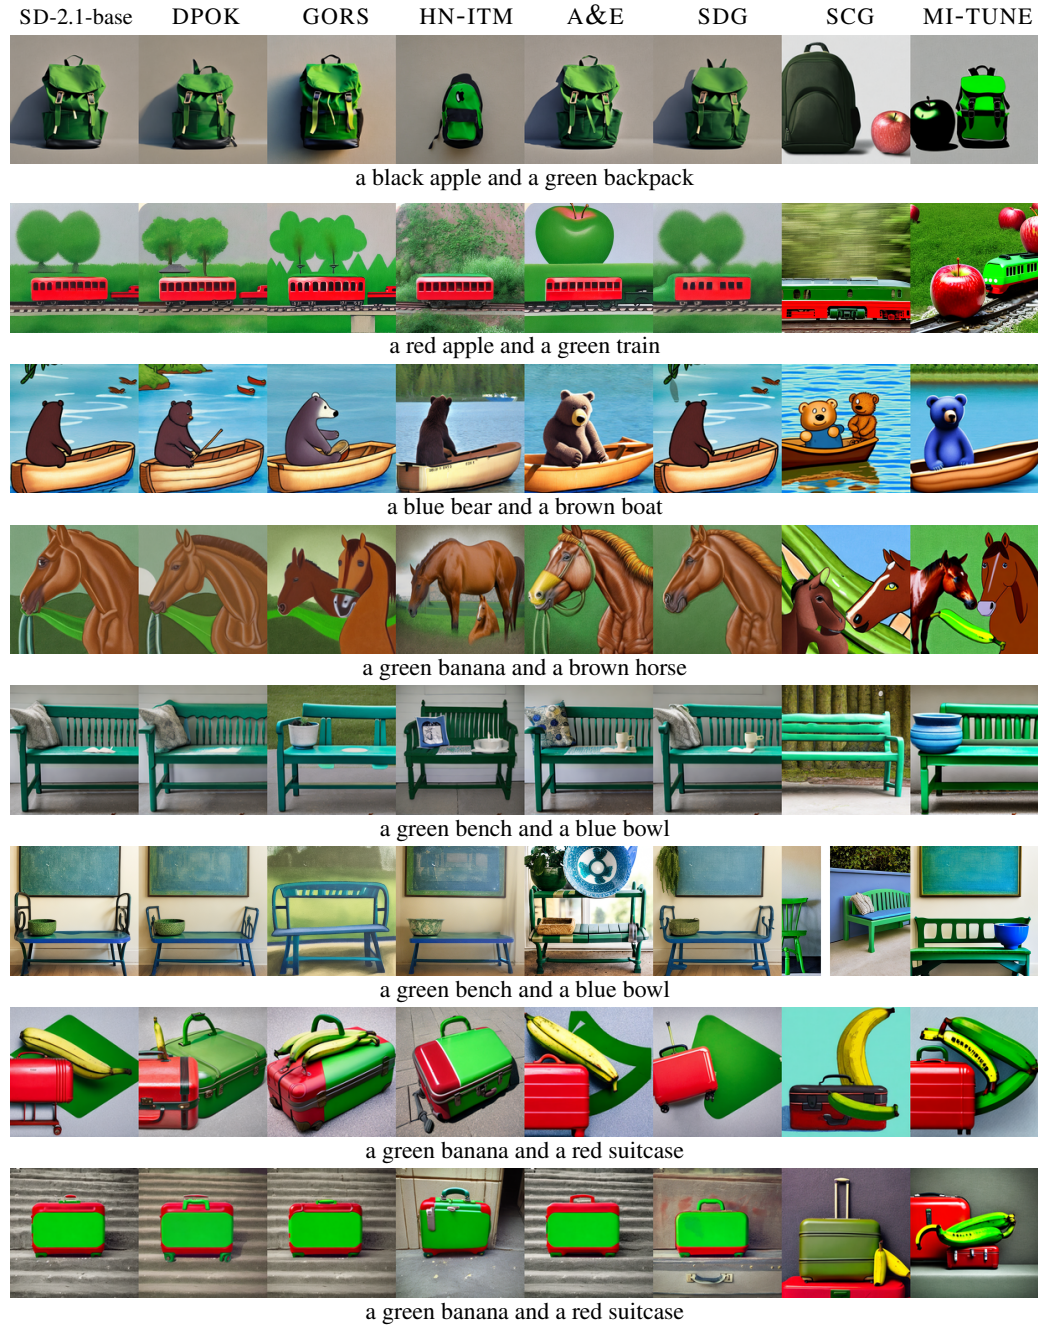 SD-2.1-base DPOK GORS HN-ITM A&E SDG SCG MI-TUNE
a black apple and a green backpack
a red apple and a green train
a blue bear and a brown boat
a green banana and a brown horse
a green bench and a blue bowl
a green bench and a blue bowl
a green banana and a red suitcase
a green banana and a red suitcase